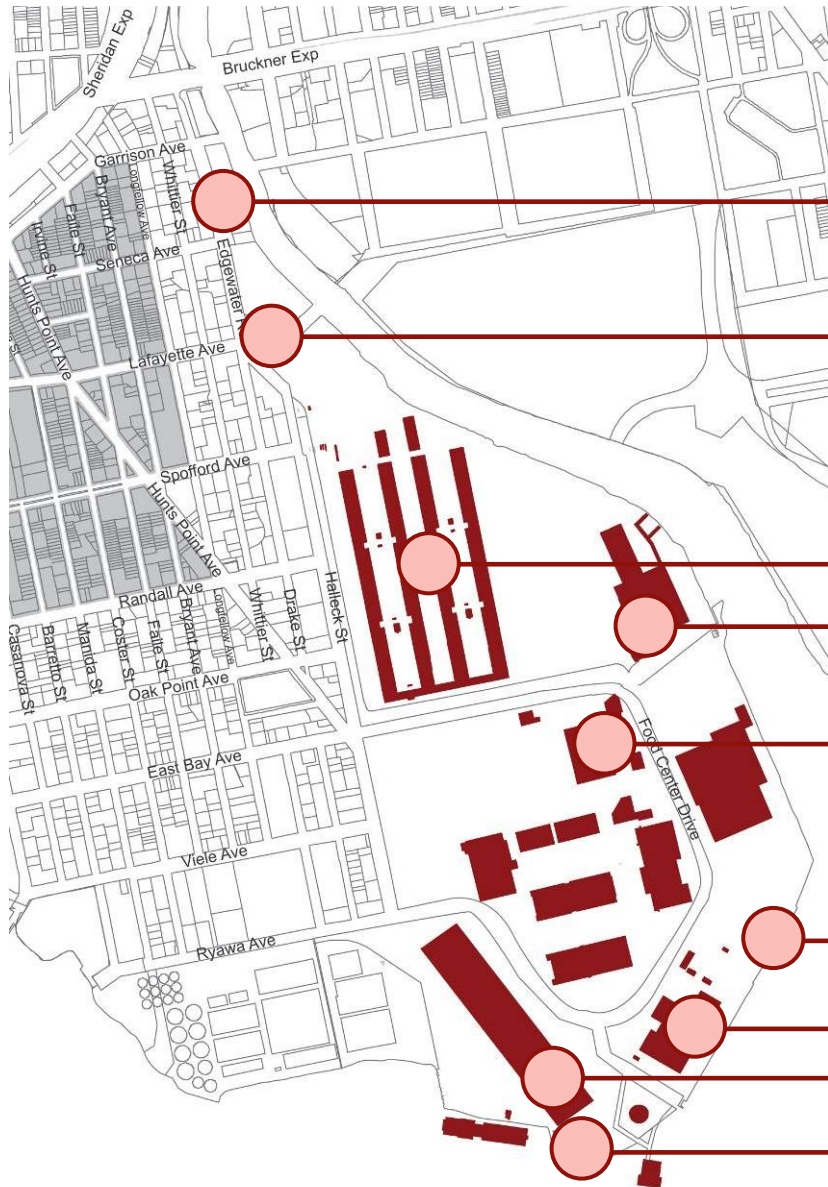 Sheridan Exp
Bruckner Exp
Garrison Ave
Whittier St
Longfellow Ave
Bryant Ave
Faile St
Irvine St
Seneca Ave
Edgewater
Hunts Point Ave
Lafayette Ave
St
Spofford Ave
Hunts Point Ave
Randall Ave
Halleck St
Drake St
Whittier St
Longfellow Ave
Bryant Ave
Faile St
Coster St
Manida St
Barretto St
Casanova St
Oak Point Ave
Food Center Drive
East Bay Ave
Viele Ave
Ryawa Ave